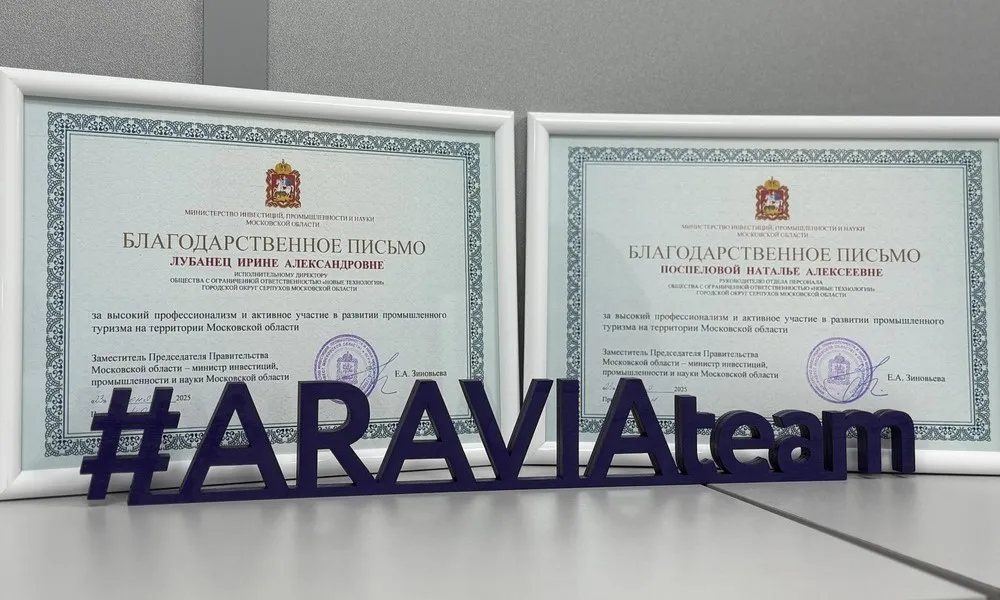 МИНИСТЕРСТВО ИНВЕСТИЦИЙ, ПРОМЫШЛЕННОСТИ И НАУКИ
МОСКОВСКОЙ ОБЛАСТИ
БЛАГОДАРСТВЕННОЕ ПИСЬМО
ЛУБАНЕЦ ИРИНЕ АЛЕКСАНДРОВНЕ
ИСПОЛНИТЕЛЬНОМУ ДИРЕКТОРУ
ОБЩЕСТВА С ОГРАНИЧЕННОЙ ОТВЕТСТВЕННОСТЬЮ «НОВЫЕ ТЕХНОЛОГИИ»
ГОРОДСКОЙ ОКРУГ СЕРПУХОВ МОСКОВСКОЙ ОБЛАСТИ
за высокий профессионализм и активное участие в развитии промышленного
туризма на территории Московской области
Заместитель Председателя Правительства
Московской области – министр инвестиций,
промышленности и науки Московской области
Е.А. Зиновьева
2025
МИНИСТЕРСТВО ИНВЕСТИЦИЙ, ПРОМЫШЛЕННОСТИ И НАУКИ
МОСКОВСКОЙ ОБЛАСТИ
БЛАГОДАРСТВЕННОЕ ПИСЬМО
ПОСПЕЛОВОЙ НАТАЛЬЕ АЛЕКСЕЕВНЕ
РУКОВОДИТЕЛЮ ОТДЕЛА ПЕРСОНАЛА
ОБЩЕСТВА С ОГРАНИЧЕННОЙ ОТВЕТСТВЕННОСТЬЮ «НОВЫЕ ТЕХНОЛОГИИ»
ГОРОДСКОЙ ОКРУГ СЕРПУХОВ МОСКОВСКОЙ ОБЛАСТИ
за высокий профессионализм и активное участие в развитии промышленного
туризма на территории Московской области
Заместитель Председателя Правительства
Московской области – министр инвестиций,
промышленности и науки Московской области
Е.А. Зиновьева
2025
#ARAVIAteam